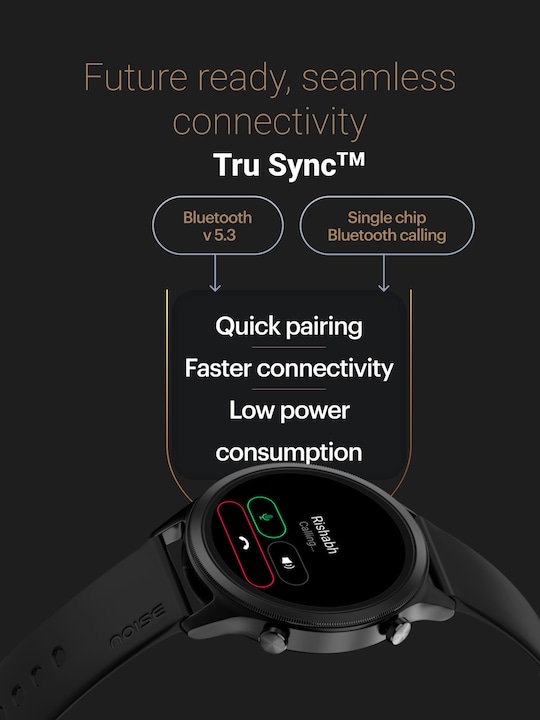 Future ready, seamless
connectivity
Tru Sync™
Bluetooth
v 5.3
Single chip
Bluetooth calling
Quick pairing
Faster connectivity
Low power
consumption
Rishabh
Calling...
NOISE